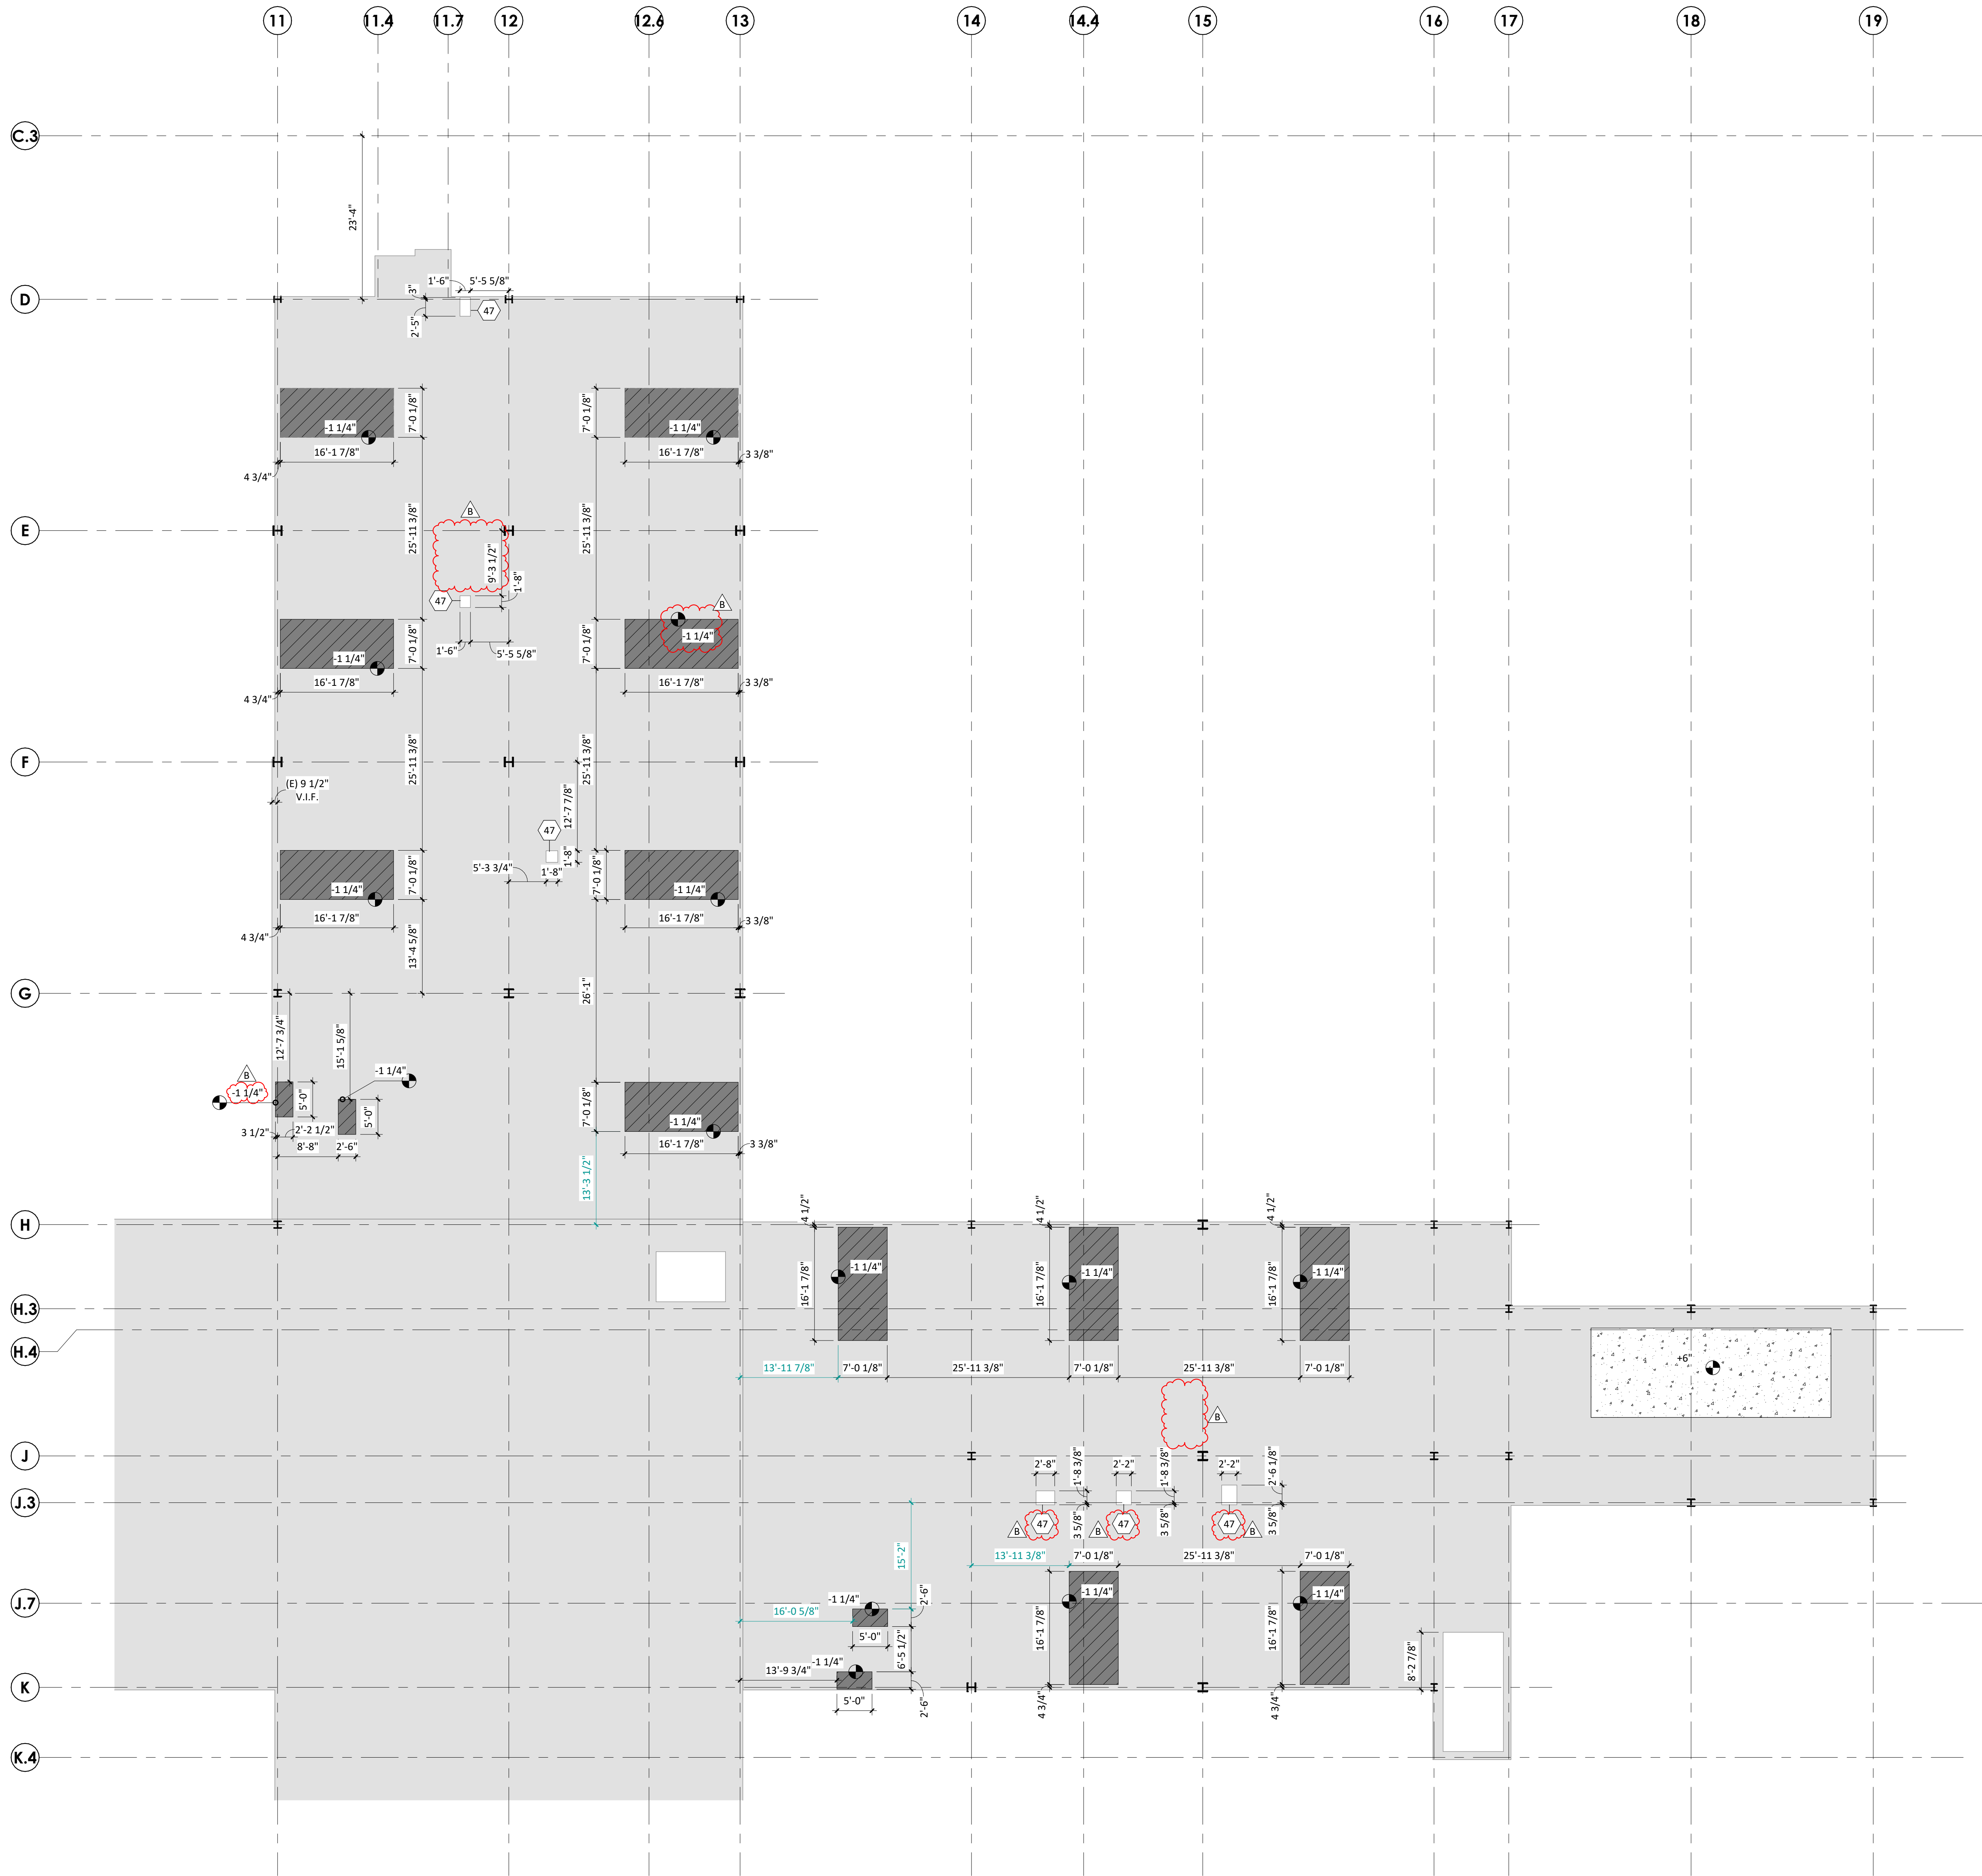 11 11.4 11.7 12 12.6 13 14 14.4 15 16 17 18 19
C.3
23'-4"
1'-6" 5'-5 5/8"
3"
D
47
2'-5"
7'-0 1/8" 7'-0 1/8"
-1 1/4" -1 1/4"
16'-1 7/8" 16'-1 7/8" 3 3/8"
4 3/4"
B
E
25'-11 3/8" 25'-11 3/8"
9'-3 1/2"
1'-8"
47
B
7'-0 1/8" 7'-0 1/8" -1 1/4"
1'-6" 5'-5 5/8"
-1 1/4"
16'-1 7/8" 16'-1 7/8" 3 3/8"
4 3/4"
F
25'-11 3/8" 25'-11 3/8"
(E) 9 1/2"
V.I.F.
12'-7 7/8"
47
1'-8"
5'-3 3/4" 1'-8"
7'-0 1/8" 7'-0 1/8"
-1 1/4" -1 1/4"
16'-1 7/8" 16'-1 7/8" 3 3/8"
4 3/4"
13'-4 5/8"
G
26'-1"
12'-7 3/4" 15'-1 5/8"
B
-1 1/4" -1 1/4"
5'-0" 5'-0"
7'-0 1/8"
-1 1/4"
3 1/2" 2'-2 1/2"
8'-8" 2'-6"
16'-1 7/8" 3 3/8"
13'-3 1/2"
4 1/2" 4 1/2" 4 1/2"
H
-1 1/4" -1 1/4" -1 1/4"
16'-1 7/8" 16'-1 7/8" 16'-1 7/8"
H.3
H.4
+6"
13'-11 7/8" 7'-0 1/8" 25'-11 3/8" 7'-0 1/8" 25'-11 3/8" 7'-0 1/8"
B
J
2'-8" 1'-8 3/8" 2'-2" 1'-8 3/8" 2'-2" 2'-6 1/8"
J.3
B 47 3 5/8" B 47 3 5/8" 47 B 3 5/8"
15'-2"
13'-11 3/8" 7'-0 1/8" 25'-11 3/8" 7'-0 1/8"
-1 1/4" 2'-6" -1 1/4" -1 1/4"
J.7
16'-0 5/8"
5'-0" 6'-5 1/2" 16'-1 7/8" 16'-1 7/8"
8'-2 7/8"
-1 1/4"
13'-9 3/4"
K
5'-0" 2'-6" 4 3/4" 4 3/4"
K.4